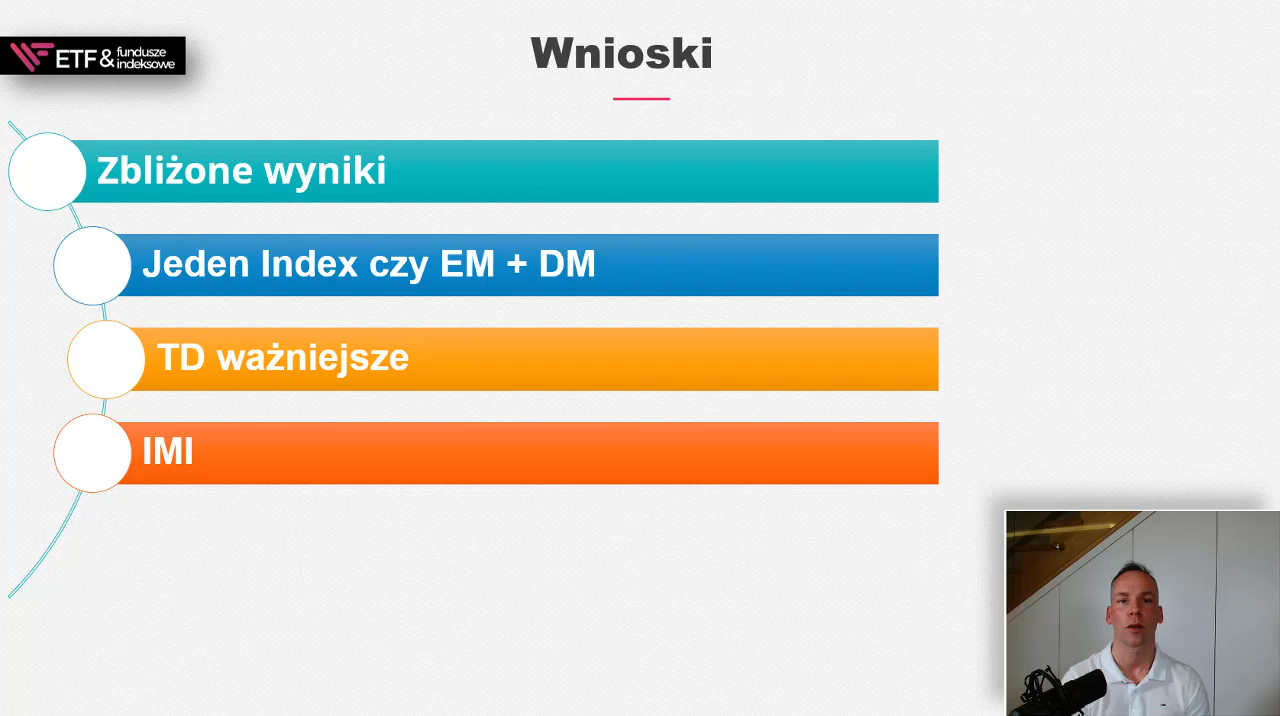 ETF & fundusze indeksowe
Wnioski
Zbliżone wyniki
Jeden Index czy EM + DM
TD ważniejsze
IMI